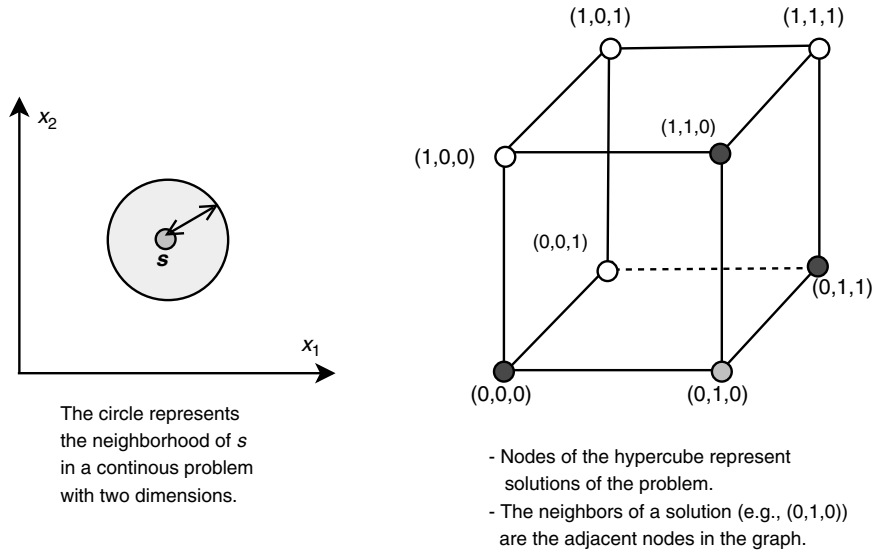 x2
s
x1
The circle represents
the neighborhood of s
in a continous problem
with two dimensions.
(1,0,1)
(1,1,1)
(1,1,0)
(1,0,0)
(0,0,1)
(0,1,1)
(0,0,0)
(0,1,0)
- Nodes of the hypercube represent
solutions of the problem.
- The neighbors of a solution (e.g., (0,1,0))
are the adjacent nodes in the graph.